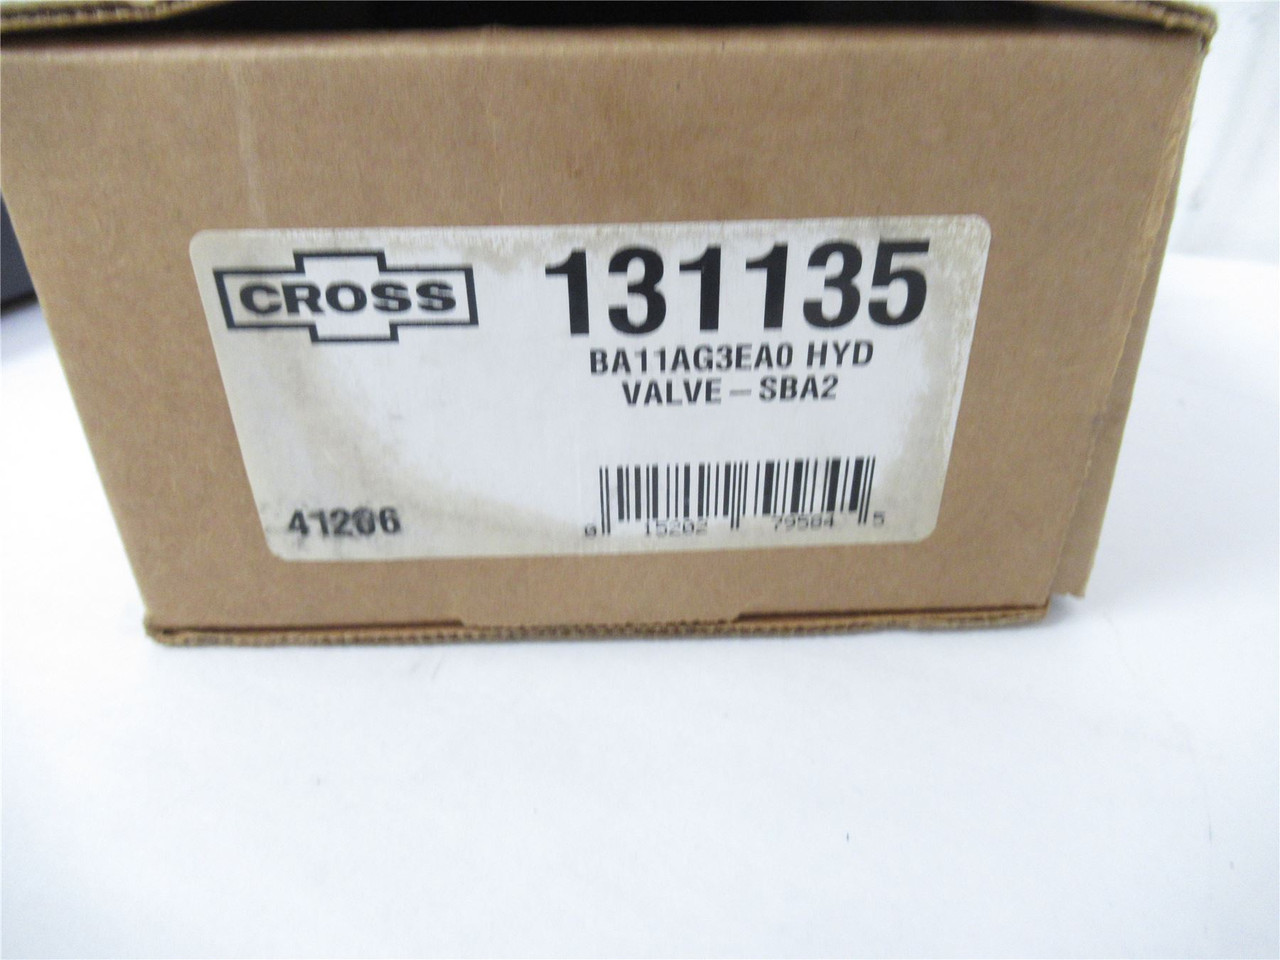 CROSS
131135
BA11AG3EA0 HYD
VALVE-SBA2
41206
0 15202 79584 5